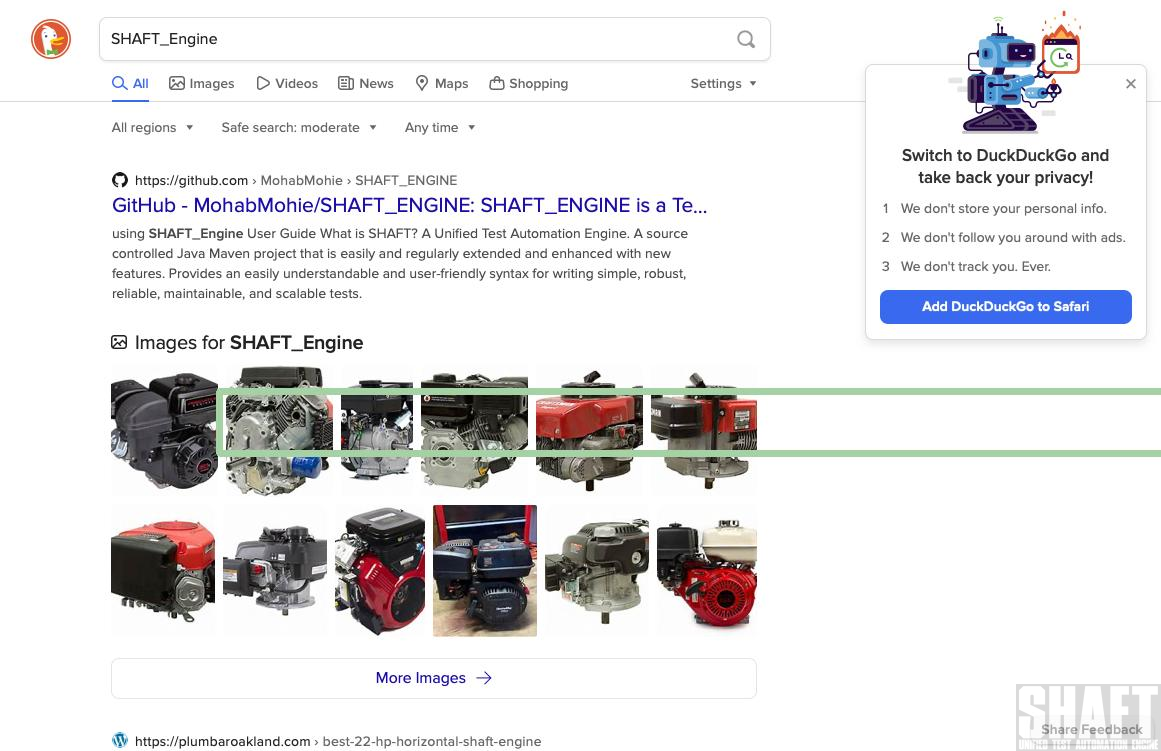 SHAFT_Engine
All
Images
Videos
News
Maps
Shopping
Settings
All regions
Safe search: moderate
Any time
https://github.com › MohabMohie › SHAFT_ENGINE
GitHub - MohabMohie/SHAFT_ENGINE: SHAFT_ENGINE is a Te...
using SHAFT_Engine User Guide What is SHAFT? A Unified Test Automation Engine. A source
controlled Java Maven project that is easily and regularly extended and enhanced with new
features. Provides an easily understandable and user-friendly syntax for writing simple, robust,
reliable, maintainable, and scalable tests.
Switch to DuckDuckGo and
take back your privacy!
1 We don't store your personal info.
2 We don't follow you around with ads.
3 We don't track you. Ever.
Add DuckDuckGo to Safari
Images for SHAFT_Engine
More Images
https://plumbaroakland.com › best-22-hp-horizontal-shaft-engine
SHAFT
Share Feedback